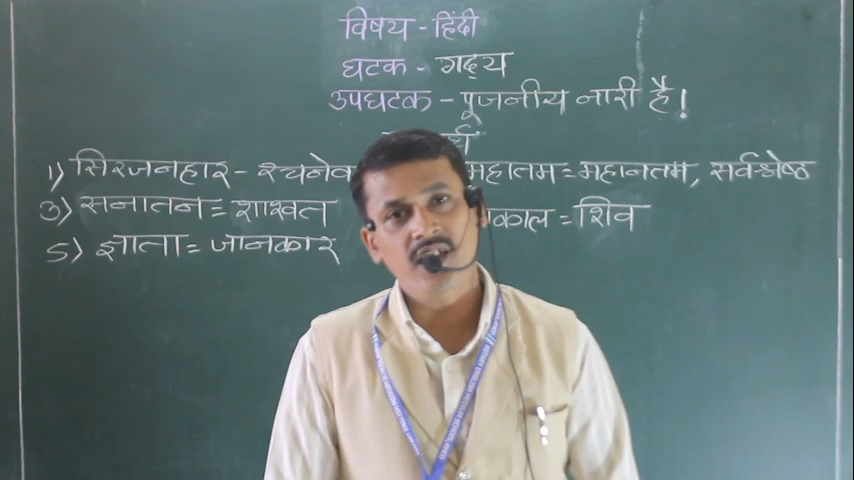 विषय - हिंदी
घटक - गद्य
उपघटक - पूजनीय नारी है!
र्थ
1) सिरजनहार - रचनेव महातम = महानतम, सर्वश्रेष्ठ
3) सनातन = शाश्वत काल = शिव
5) ज्ञाता = जानकार